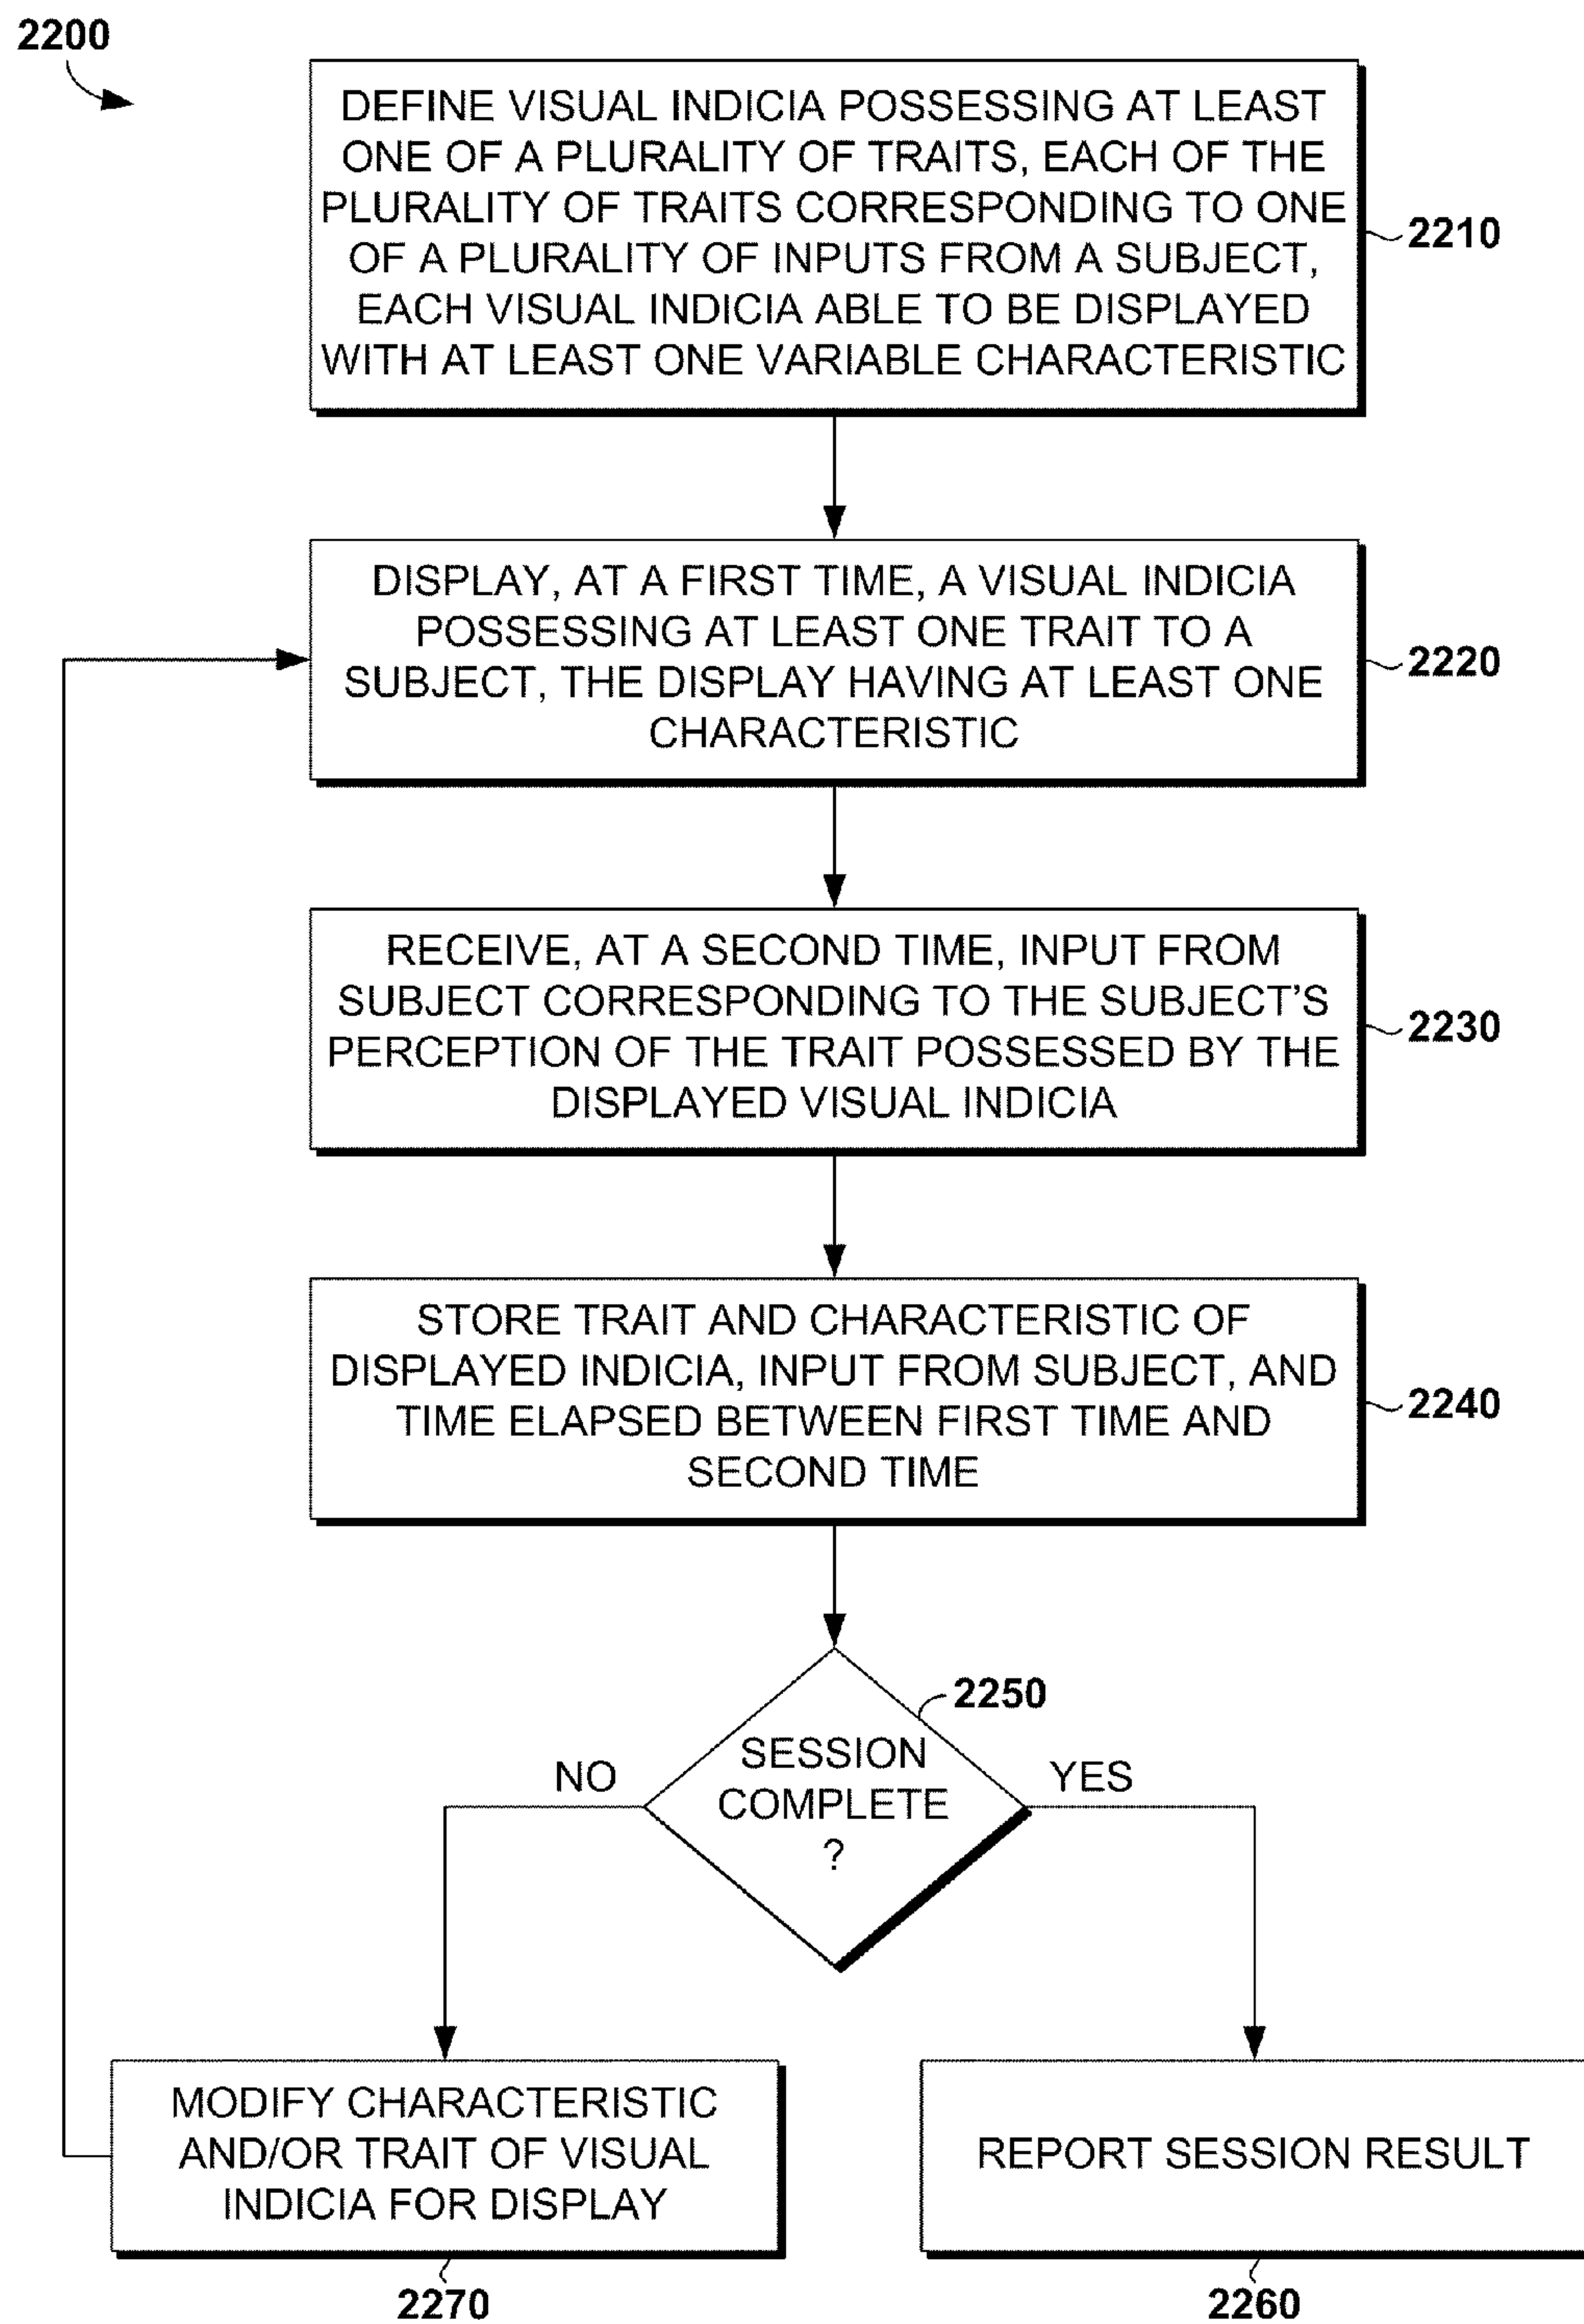 2200
DEFINE VISUAL INDICIA POSSESSING AT LEAST
ONE OF A PLURALITY OF TRAITS, EACH OF THE
PLURALITY OF TRAITS CORRESPONDING TO ONE
OF A PLURALITY OF INPUTS FROM A SUBJECT,
EACH VISUAL INDICIA ABLE TO BE DISPLAYED
WITH AT LEAST ONE VARIABLE CHARACTERISTIC
2210
DISPLAY, AT A FIRST TIME, A VISUAL INDICIA
POSSESSING AT LEAST ONE TRAIT TO A
SUBJECT, THE DISPLAY HAVING AT LEAST ONE
CHARACTERISTIC
2220
RECEIVE, AT A SECOND TIME, INPUT FROM
SUBJECT CORRESPONDING TO THE SUBJECT'S
PERCEPTION OF THE TRAIT POSSESSED BY THE
DISPLAYED VISUAL INDICIA
2230
STORE TRAIT AND CHARACTERISTIC OF
DISPLAYED INDICIA, INPUT FROM SUBJECT, AND
TIME ELAPSED BETWEEN FIRST TIME AND
SECOND TIME
2240
2250
SESSION
COMPLETE
?
NO
YES
MODIFY CHARACTERISTIC
AND/OR TRAIT OF VISUAL
INDICIA FOR DISPLAY
2270
REPORT SESSION RESULT
2260